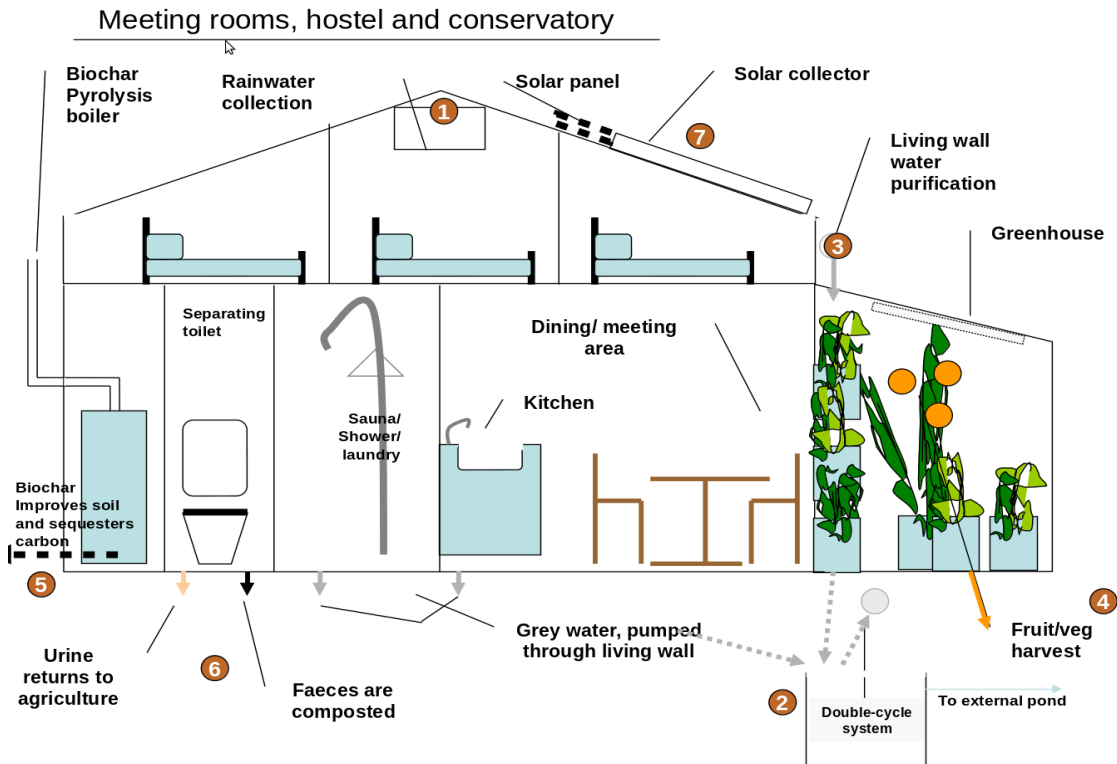 Meeting rooms, hostel and conservatory
Biochar
Pyrolysis
boiler
Rainwater
collection
1
Solar panel
Solar collector
7
Living wall
water
purification
3
Greenhouse
Separating
toilet
Dining/ meeting
area
Kitchen
Sauna/
Shower/
laundry
Biochar
Improves soil
and sequesters
carbon
5
Urine
returns to
agriculture
6
Faeces are
composted
Grey water, pumped
through living wall
2
Double-cycle
system
To external pond
4
Fruit/veg
harvest